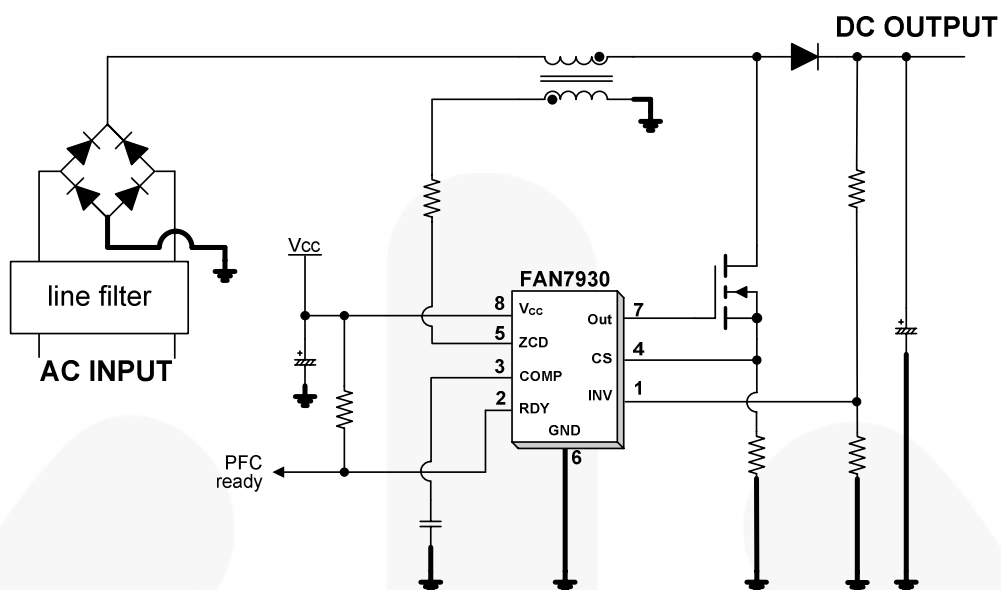 DC OUTPUT
line filter
AC INPUT
Vcc
FAN7930
8 VCC
5 ZCD
3 COMP
2 RDY
Out 7
CS 4
INV 1
GND
6
PFC
ready
+
+